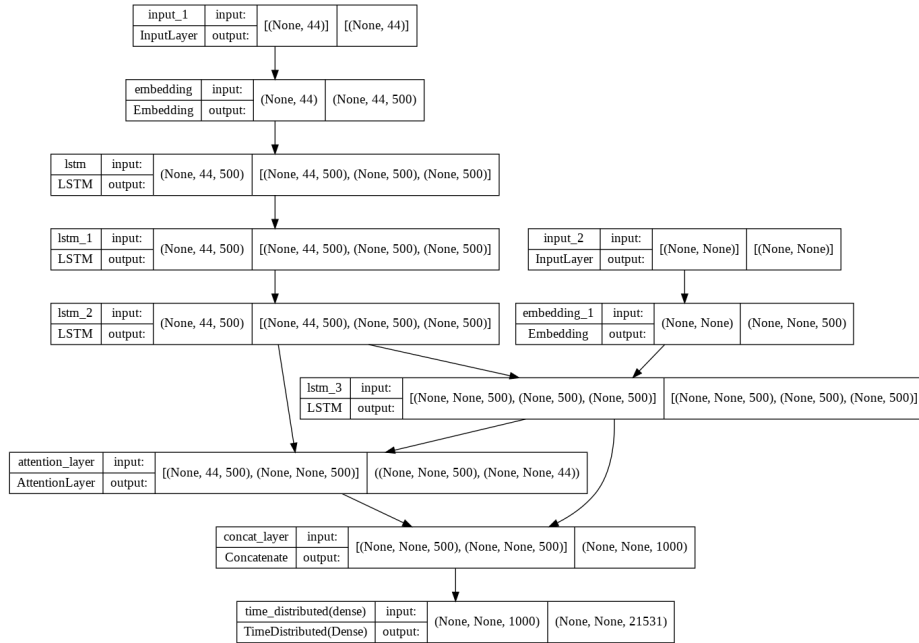 input_1 input: [(None, 44)] [(None, 44)]
InputLayer output:
embedding input: (None, 44) (None, 44, 500)
Embedding output:
lstm input: (None, 44, 500) [(None, 44, 500), (None, 500), (None, 500)]
LSTM output:
lstm_1 input: (None, 44, 500) [(None, 44, 500), (None, 500), (None, 500)]
LSTM output:
input_2 input: [(None, None)] [(None, None)]
InputLayer output:
lstm_2 input: (None, 44, 500) [(None, 44, 500), (None, 500), (None, 500)]
LSTM output:
embedding_1 input: (None, None) (None, None, 500)
Embedding output:
lstm_3 input: [(None, None, 500), (None, 500), (None, 500)] [(None, None, 500), (None, 500), (None, 500)]
LSTM output:
attention_layer input: [(None, 44, 500), (None, None, 500)] ((None, None, 500), (None, None, 44))
AttentionLayer output:
concat_layer input: [(None, None, 500), (None, None, 500)] (None, None, 1000)
Concatenate output:
time_distributed(dense) input: (None, None, 1000) (None, None, 21531)
TimeDistributed(Dense) output: